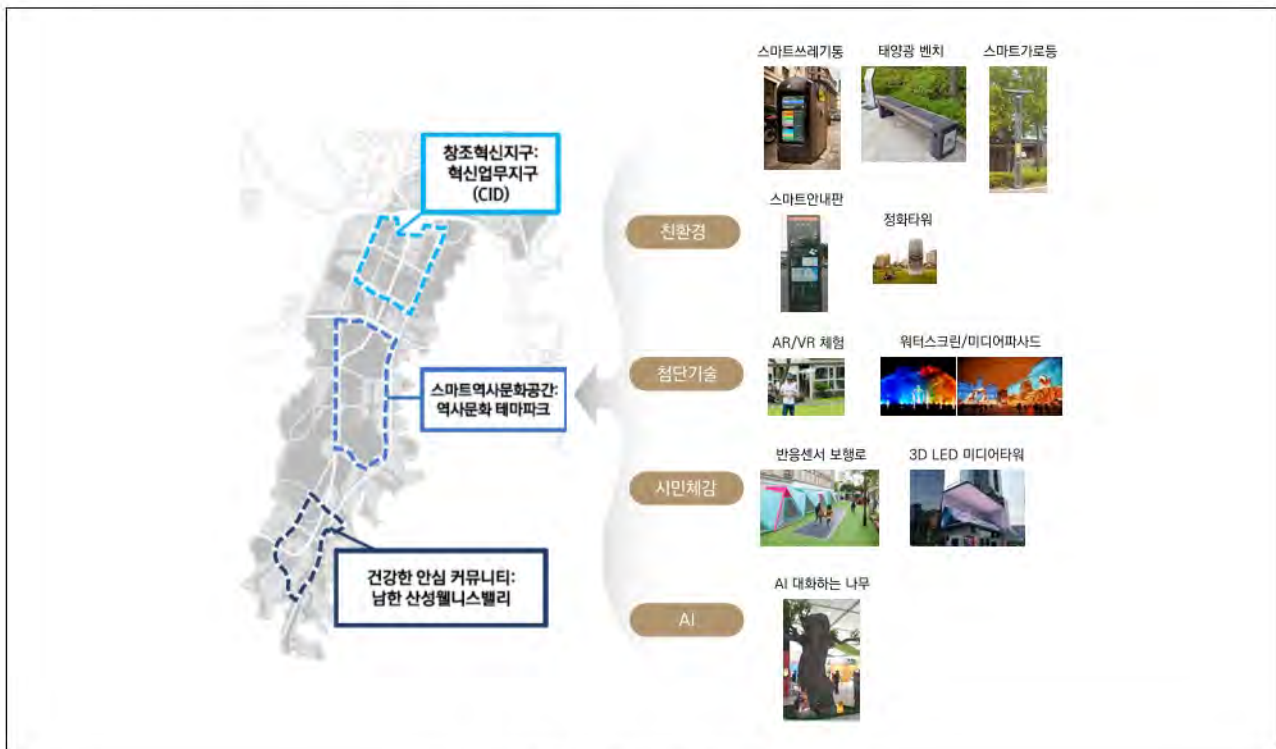 스마트쓰레기통
태양광 벤치
스마트가로등
창조혁신지구:
혁신업무지구
(CID)
스마트안내판
정화타워
친환경
AR/VR 체험
워터스크린/미디어파사드
첨단기술
스마트역사문화공간:
역사문화 테마파크
반응센서 보행로
3D LED 미디어타워
시민체감
건강한 안심 커뮤니티:
남한 산성웰니스밸리
AI 대화하는 나무
AI